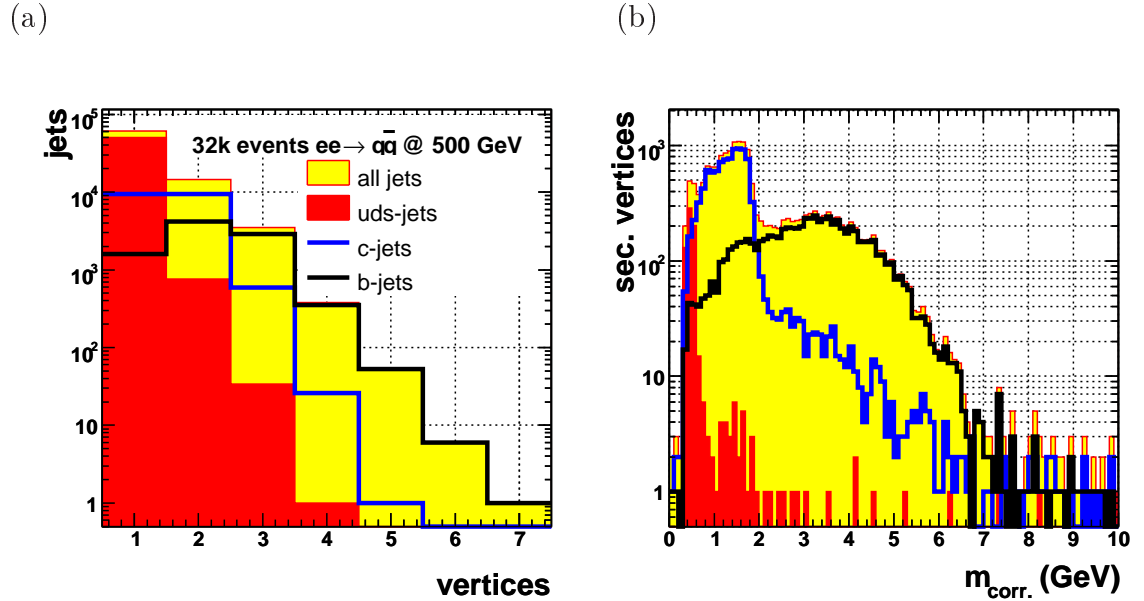 (a)
(b)
jets
10^5
10^4
10^3
10^2
10
1
32k events ee→ qq̅ @ 500 GeV
all jets
uds-jets
c-jets
b-jets
1 2 3 4 5 6 7
vertices
sec. vertices
10^3
10^2
10
1
0 1 2 3 4 5 6 7 8 9 10
m_corr. (GeV)